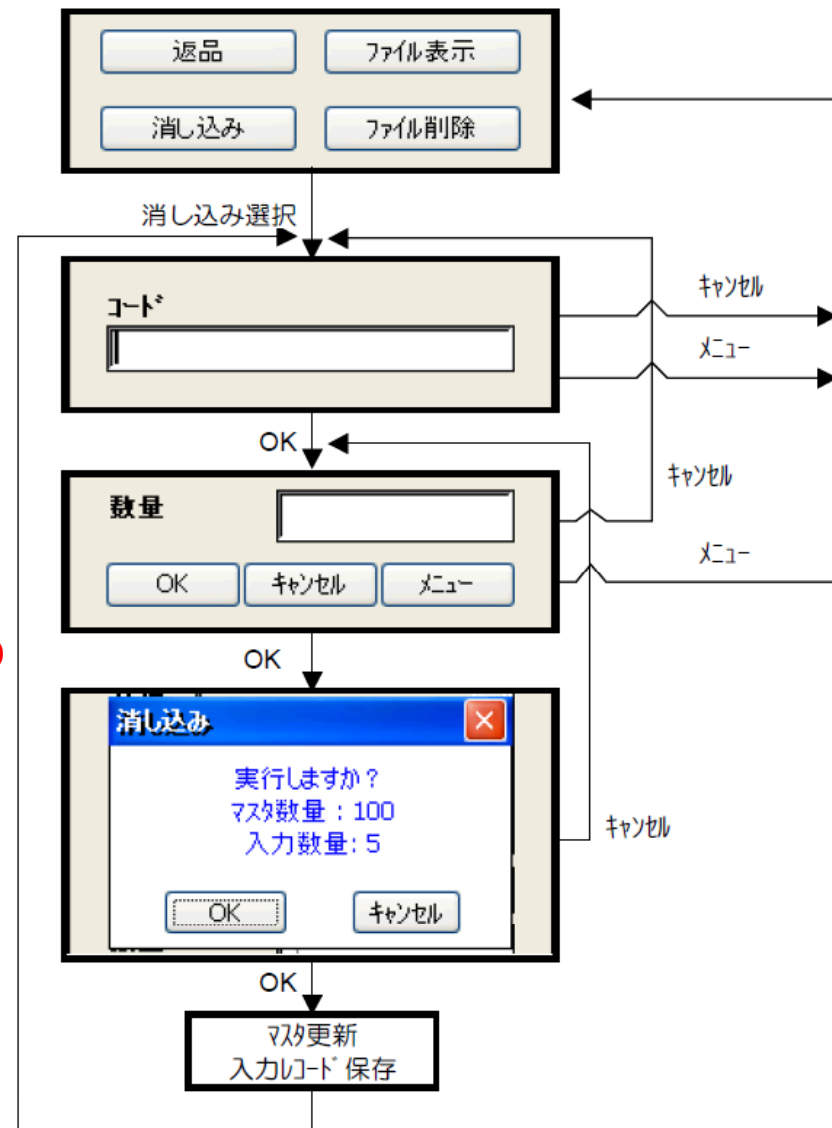 返品 ﾌｧｲﾙ表示
消し込み ﾌｧｲﾙ削除
消し込み選択
ｷｬﾝｾﾙ
ｺｰﾄﾞ
ﾒﾆｭｰ
OK
ｷｬﾝｾﾙ
数量
ﾒﾆｭｰ
OK ｷｬﾝｾﾙ ﾒﾆｭｰ
OK
消し込み
実行しますか？
ﾏｽﾀ数量：100
入力数量: 5
ｷｬﾝｾﾙ
OK ｷｬﾝｾﾙ
OK
ﾏｽﾀ更新
入力ﾚｺｰﾄﾞ保存